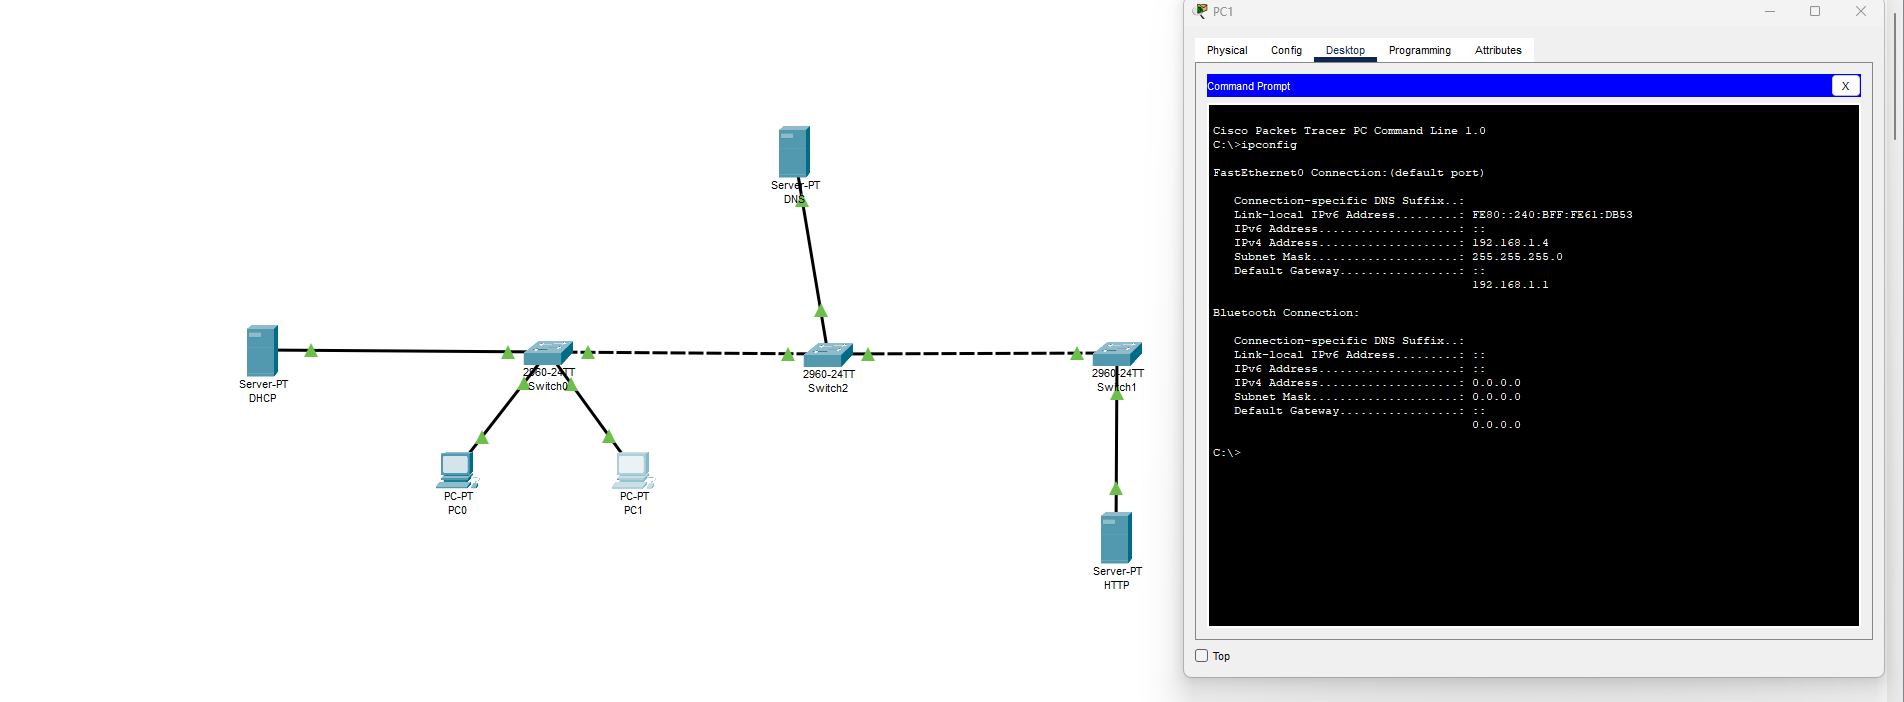 Server-PT
DNS
Server-PT
DHCP
2960-24TT
Switch0
2960-24TT
Switch2
2960-24TT
Switch1
PC-PT
PC0
PC-PT
PC1
Server-PT
HTTP
PC1
Physical Config Desktop Programming Attributes
Command Prompt X
Cisco Packet Tracer PC Command Line 1.0
C:\>ipconfig
FastEthernet0 Connection:(default port)
Connection-specific DNS Suffix..:
Link-local IPv6 Address.........: FE80::240:BFF:FE61:DB53
IPv6 Address....................: ::
IPv4 Address....................: 192.168.1.4
Subnet Mask.....................: 255.255.255.0
Default Gateway.................: ::
192.168.1.1
Bluetooth Connection:
Connection-specific DNS Suffix..:
Link-local IPv6 Address.........: ::
IPv6 Address....................: ::
IPv4 Address....................: 0.0.0.0
Subnet Mask.....................: 0.0.0.0
Default Gateway.................: ::
0.0.0.0
C:\>
Top